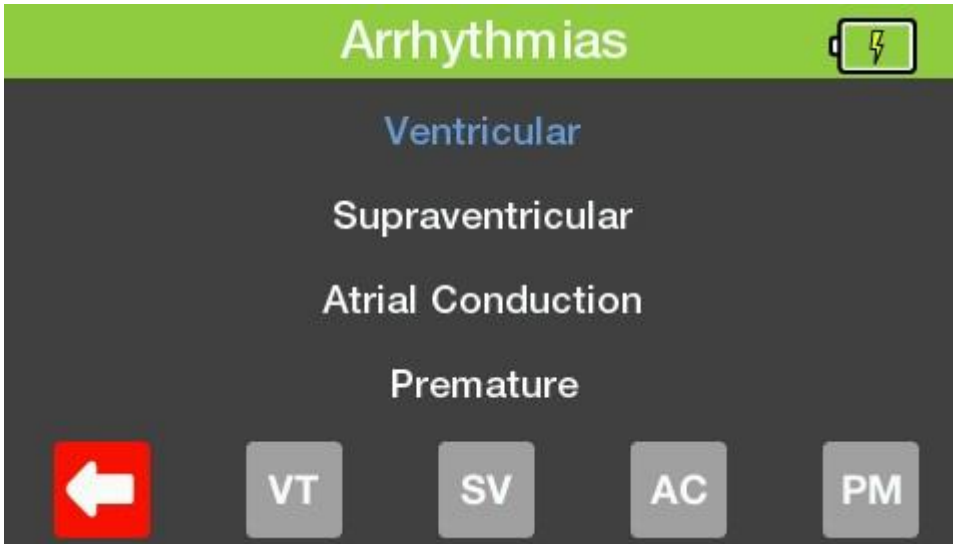 Arrhythmias
Ventricular
Supraventricular
Atrial Conduction
Premature
VT SV AC PM